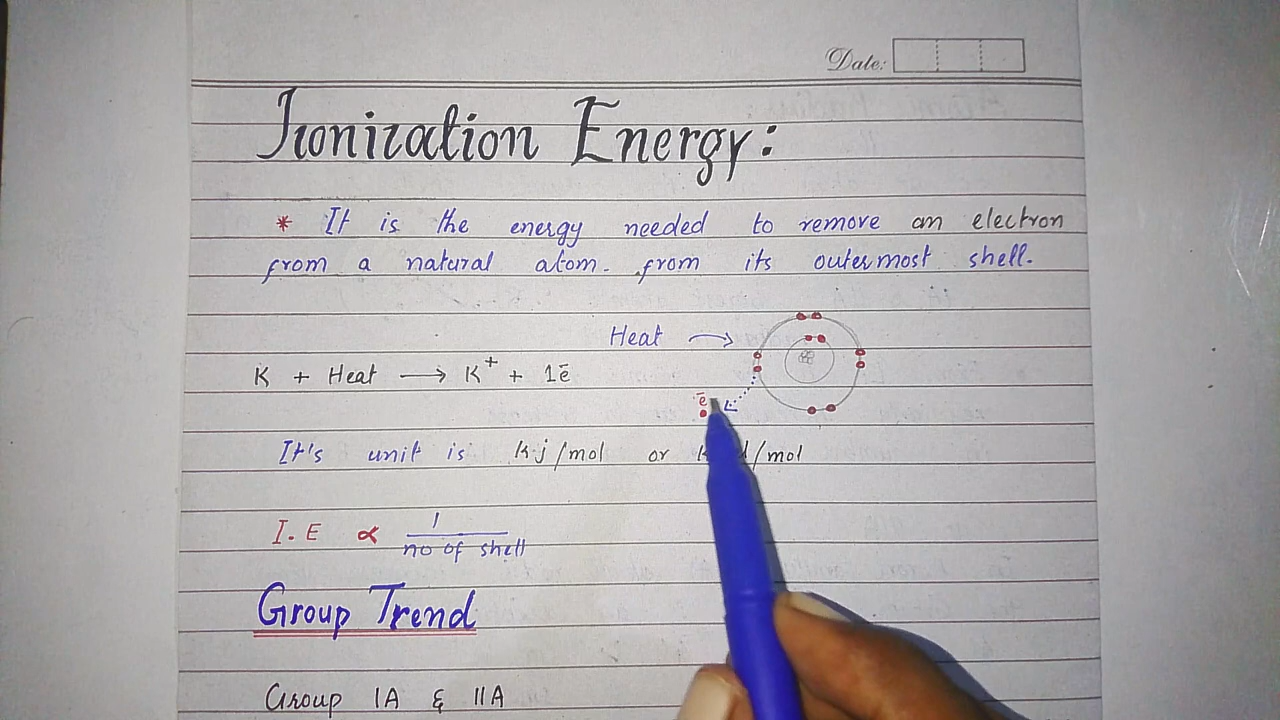 Date:
Ionization Energy:
* It is the energy needed to remove an electron
from a natural atom. from its outermost shell.
Heat →
K + Heat → K⁺ + 1ē
ē
It's unit is kj/mol or /mol
I.E ∝ 1/no of shell
Group Trend
Group IA & IIA